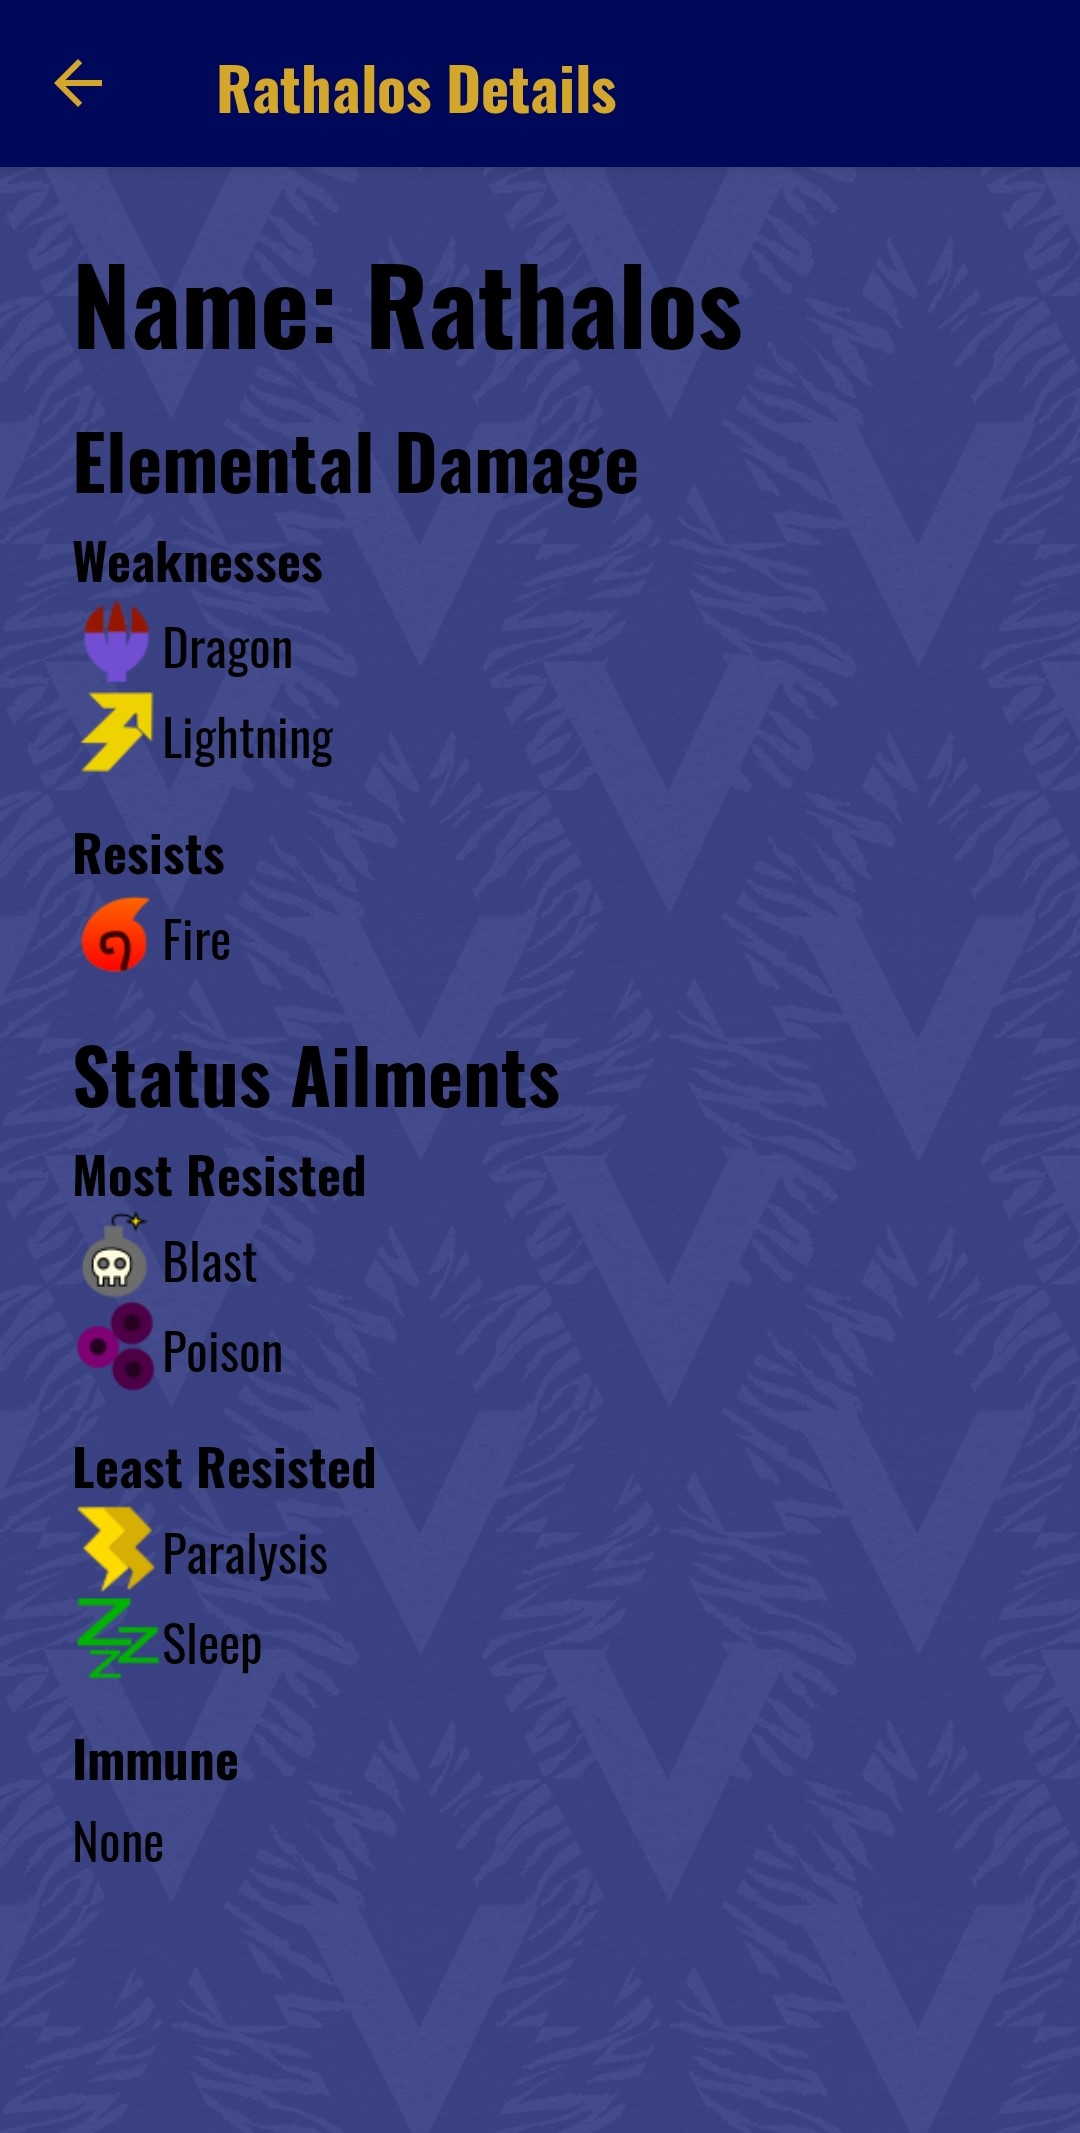 Rathalos Details
Name: Rathalos
Elemental Damage
Weaknesses
Dragon
Lightning
Resists
Fire
Status Ailments
Most Resisted
Blast
Poison
Least Resisted
Paralysis
Sleep
Immune
None